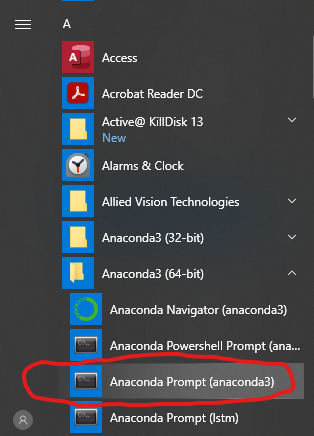 A
Access
Acrobat Reader DC
Active@ KillDisk 13
New
Alarms & Clock
Allied Vision Technologies
Anaconda3 (32-bit)
Anaconda3 (64-bit)
Anaconda Navigator (anaconda3)
Anaconda Powershell Prompt (ana...
Anaconda Prompt (anaconda3)
Anaconda Prompt (lstm)